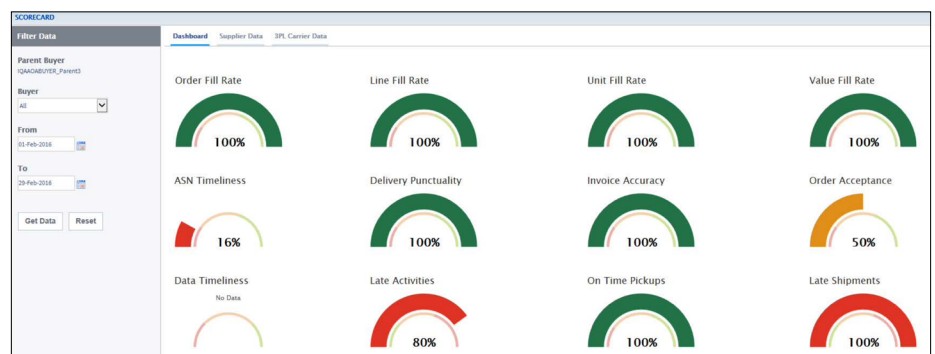 SCORECARD
Filter Data
Dashboard Supplier Data 3PL Carrier Data
Parent Buyer
IQAADABUYER_Parent3
Buyer
All
From
01-Feb-2016
To
29-Feb-2016
Get Data Reset
Order Fill Rate Line Fill Rate Unit Fill Rate Value Fill Rate
100% 100% 100% 100%
ASN Timeliness Delivery Punctuality Invoice Accuracy Order Acceptance
16% 100% 100% 50%
Data Timeliness Late Activities On Time Pickups Late Shipments
No Data
80% 100% 100%